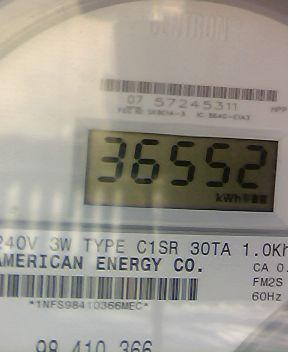 CENTRON
07 57245311
36552
kWh
240V 3W TYPE C1SR 30TA 1.0Kh
AMERICAN ENERGY CO.
CA 0.
*1NFS98410366MEC*
FM2S
60Hz
98 410 366